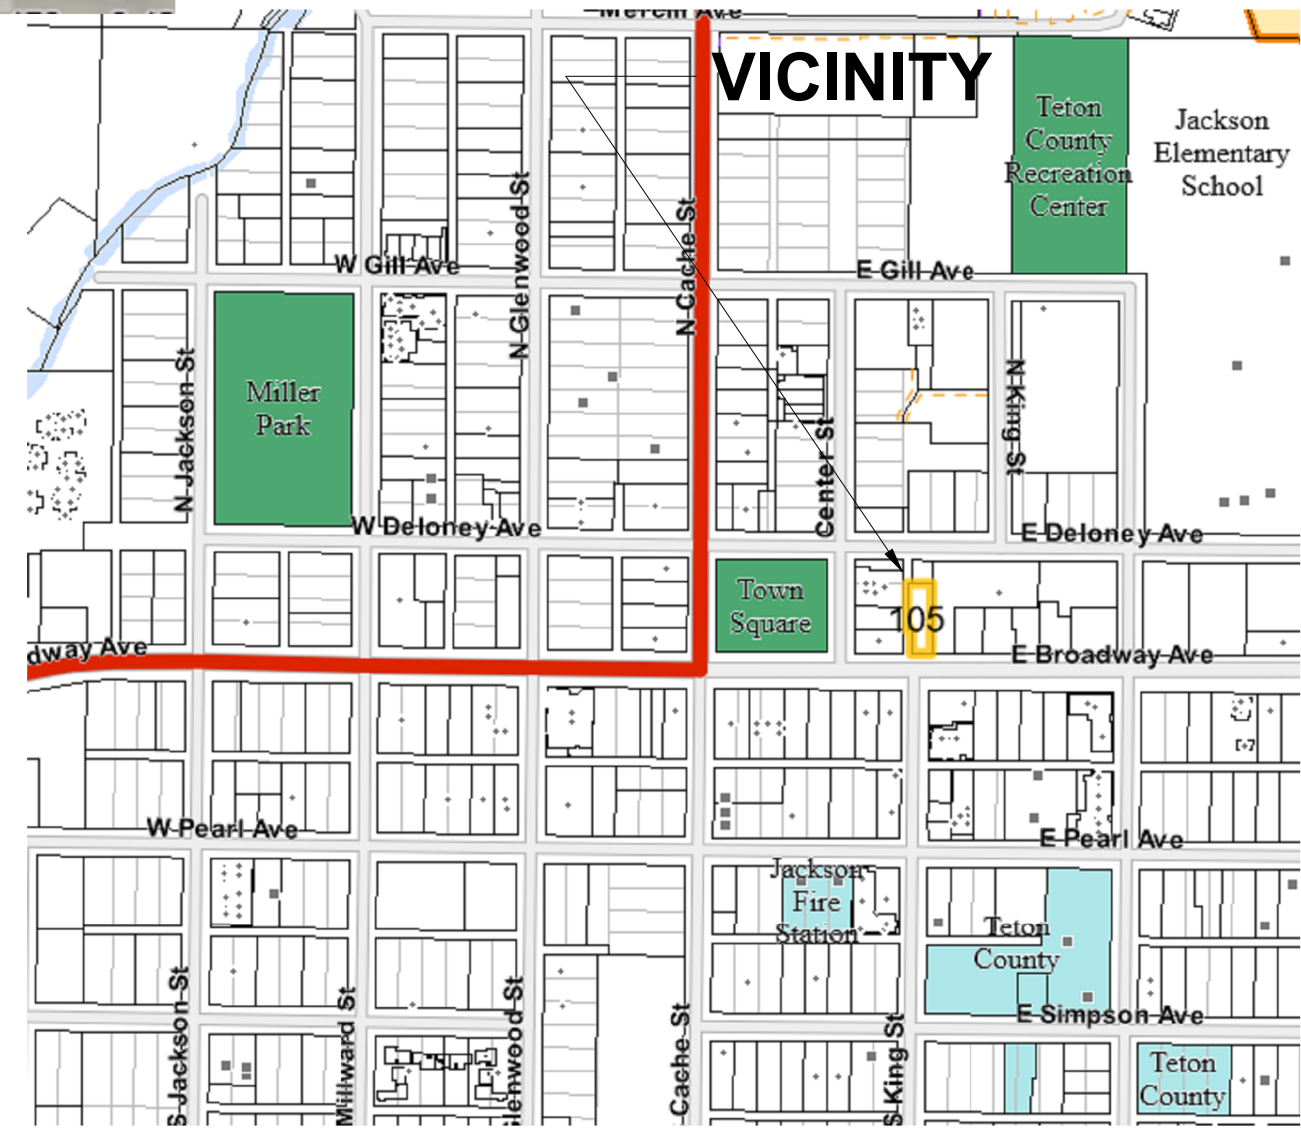 VICINITY
Teton
County
Recreation
Center
Jackson
Elementary
School
W Gill Ave
E Gill Ave
N Glenwood St
N Cache St
N Jackson St
Miller
Park
N King St
Center St
W Deloney Ave
E Deloney Ave
Town
Square
105
dway Ave
E Broadway Ave
W Pearl Ave
E Pearl Ave
Jackson
Fire
Station
Teton
County
E Simpson Ave
S Jackson St
Millward St
Glenwood St
Cache St
S King St
Teton
County